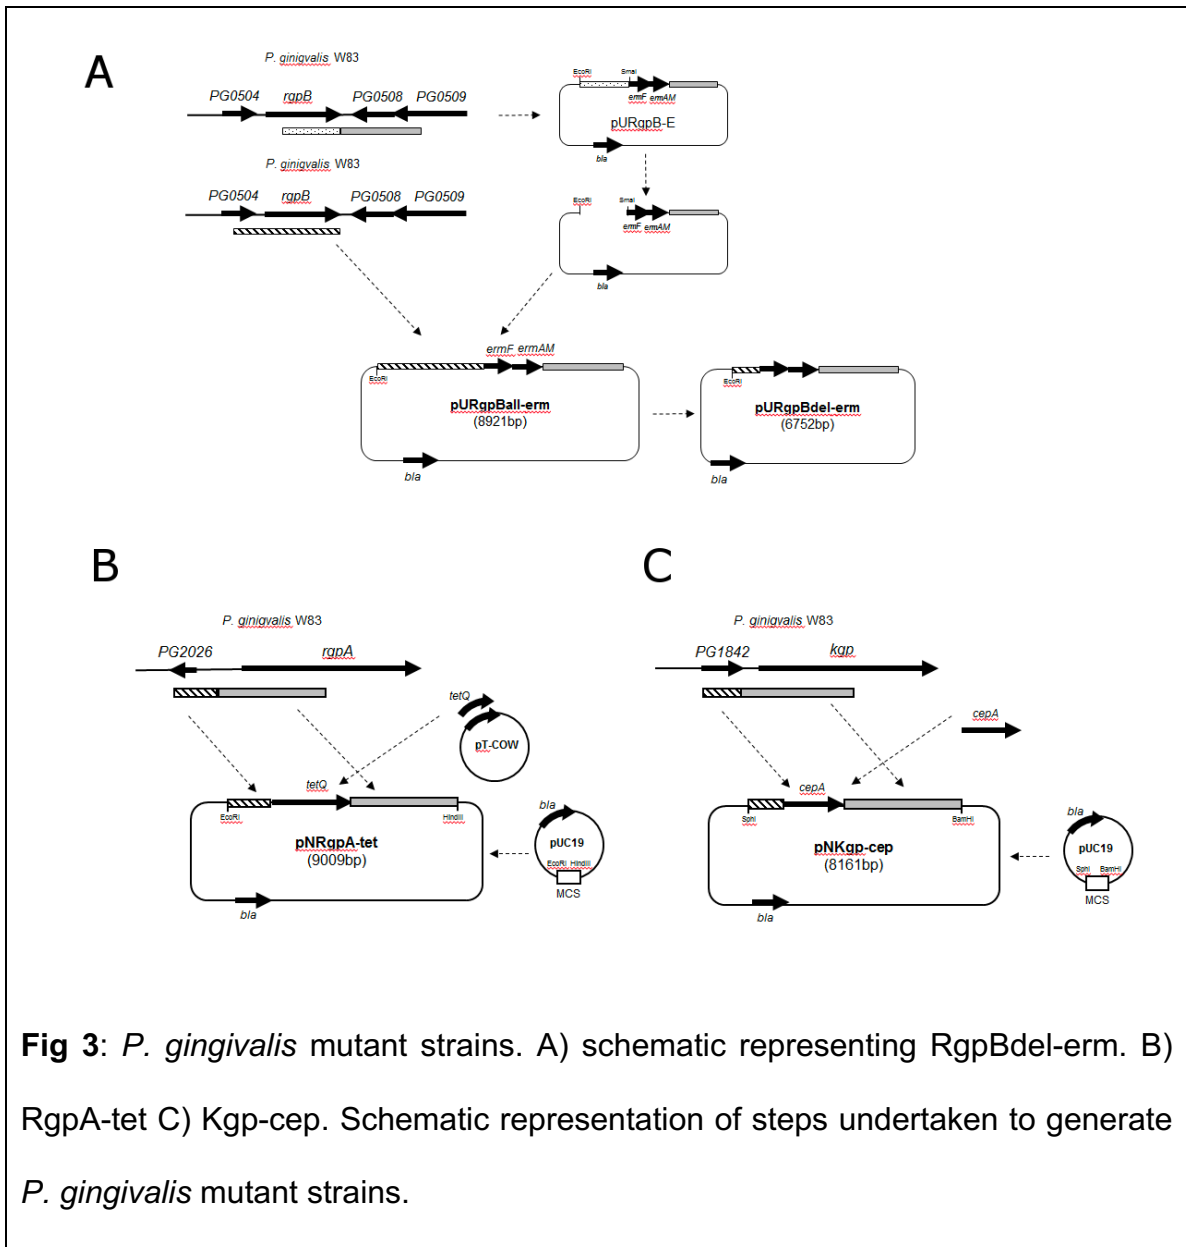 A
P. ginigvalis W83
PG0504 rgpB PG0508 PG0509
EcoRI SmaI
ermF ermAM
pURgpB-E
bla
P. ginigvalis W83
PG0504 rgpB PG0508 PG0509
EcoRI SmaI
ermF ermAM
bla
ermF ermAM
EcoRI
pURgpBall-erm
(8921bp)
bla
EcoRI
pURgpBdel-erm
(6752bp)
bla
B
P. ginigvalis W83
PG2026 rgpA
tetQ
pT-COW
tetQ
EcoRI HindIII
pNRgpA-tet
(9009bp)
bla
bla
pUC19
EcoRI HindIII
MCS
C
P. ginigvalis W83
PG1842 kgp
cepA
cepA
SphI BamHI
pNKgp-cep
(8161bp)
bla
bla
pUC19
SphI BamHI
MCS
Fig 3: P. gingivalis mutant strains. A) schematic representing RgpBdel-erm. B)
RgpA-tet C) Kgp-cep. Schematic representation of steps undertaken to generate
P. gingivalis mutant strains.